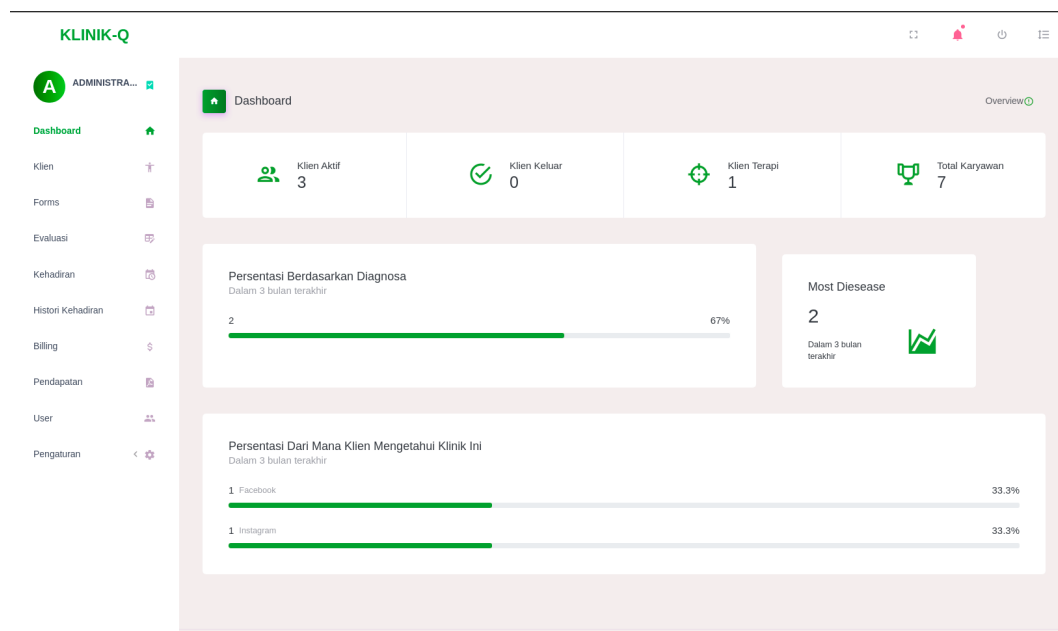 KLINIK-Q
A
ADMINISTRA...
Dashboard
Klien
Forms
Evaluasi
Kehadiran
Histori Kehadiran
Billing
Pendapatan
User
Pengaturan
Dashboard
Overview
Klien Aktif
3
Klien Keluar
0
Klien Terapi
1
Total Karyawan
7
Persentasi Berdasarkan Diagnosa
Dalam 3 bulan terakhir
2 67%
Most Diesease
2
Dalam 3 bulan
terakhir
Persentasi Dari Mana Klien Mengetahui Klinik Ini
Dalam 3 bulan terakhir
1 Facebook 33.3%
1 Instagram 33.3%